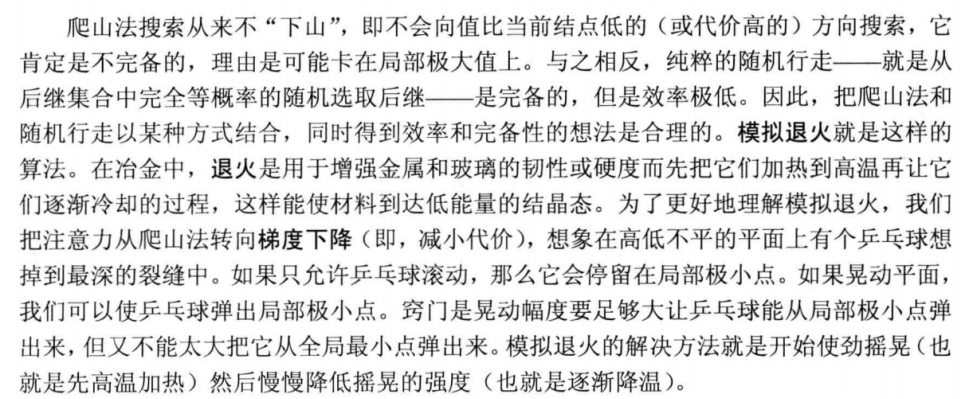 爬山法搜索从来不“下山”，即不会向值比当前结点低的（或代价高的）方向搜索，它
肯定是不完备的，理由是可能卡在局部极大值上。与之相反，纯粹的随机行走——就是从
后继集合中完全等概率的随机选取后继——是完备的，但是效率极低。因此，把爬山法和
随机行走以某种方式结合，同时得到效率和完备性的想法是合理的。模拟退火就是这样的
算法。在冶金中，退火是用于增强金属和玻璃的韧性或硬度而先把它们加热到高温再让它
们逐渐冷却的过程，这样能使材料到达低能量的结晶态。为了更好地理解模拟退火，我们
把注意力从爬山法转向梯度下降（即，减小代价），想象在高低不平的平面上有个乒乓球想
掉到最深的裂缝中。如果只允许乒乓球滚动，那么它会停留在局部极小点。如果晃动平面，
我们可以使乒乓球弹出局部极小点。窍门是晃动幅度要足够大让乒乓球能从局部极小点弹
出来，但又不能太大把它从全局最小点弹出来。模拟退火的解决方法就是开始使劲摇晃（也
就是先高温加热）然后慢慢降低摇晃的强度（也就是逐渐降温）。